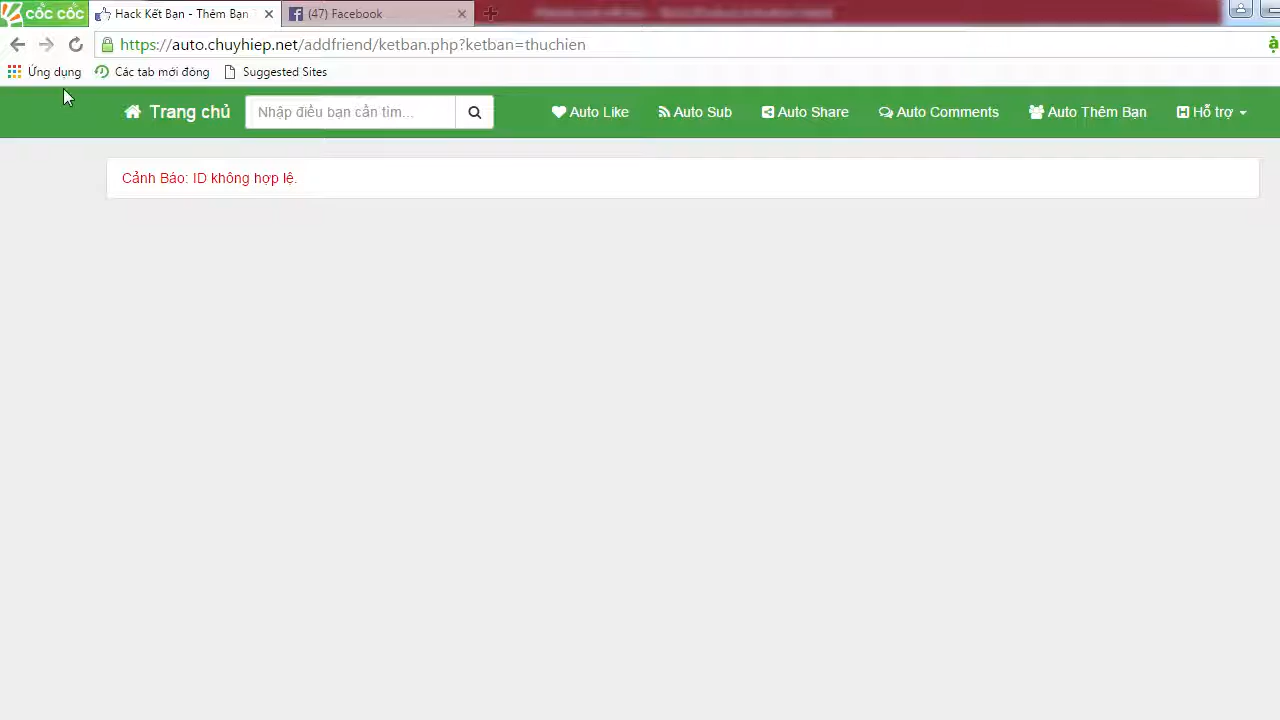 cốc cốc
Hack Kết Bạn - Thêm Bạn
(47) Facebook
https://auto.chuyhiep.net/addfriend/ketban.php?ketban=thuchien
Ứng dụng
Các tab mới đóng
Suggested Sites
Trang chủ
Nhập điều bạn cần tìm...
Auto Like
Auto Sub
Auto Share
Auto Comments
Auto Thêm Bạn
Hỗ trợ
Cảnh Báo: ID không hợp lệ.